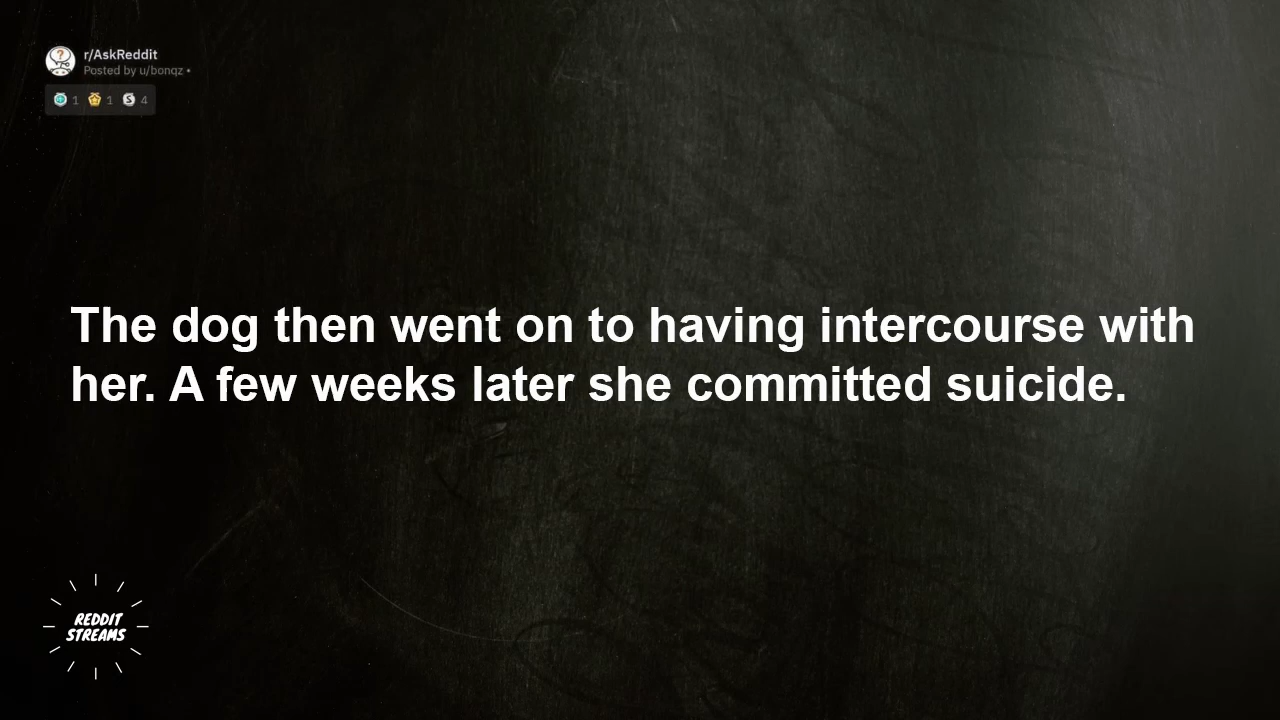 r/AskReddit
Posted by u/bonqz •
1 1 4
The dog then went on to having intercourse with
her. A few weeks later she committed suicide.
REDDIT
STREAMS